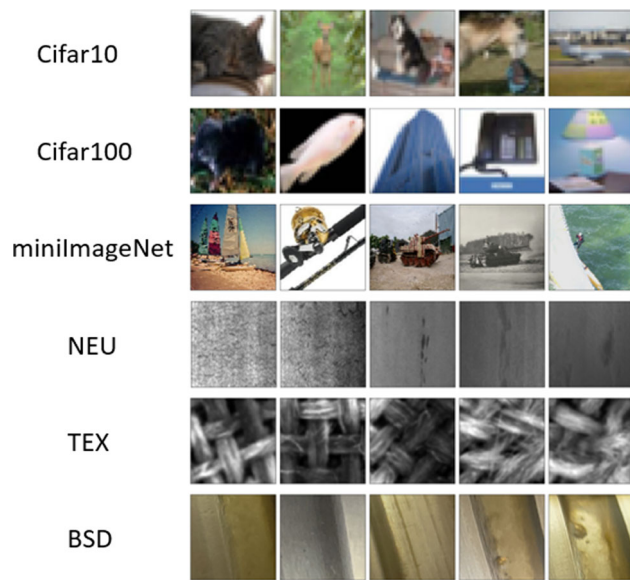 Cifar10
Cifar100
miniImageNet
NEU
TEX
BSD